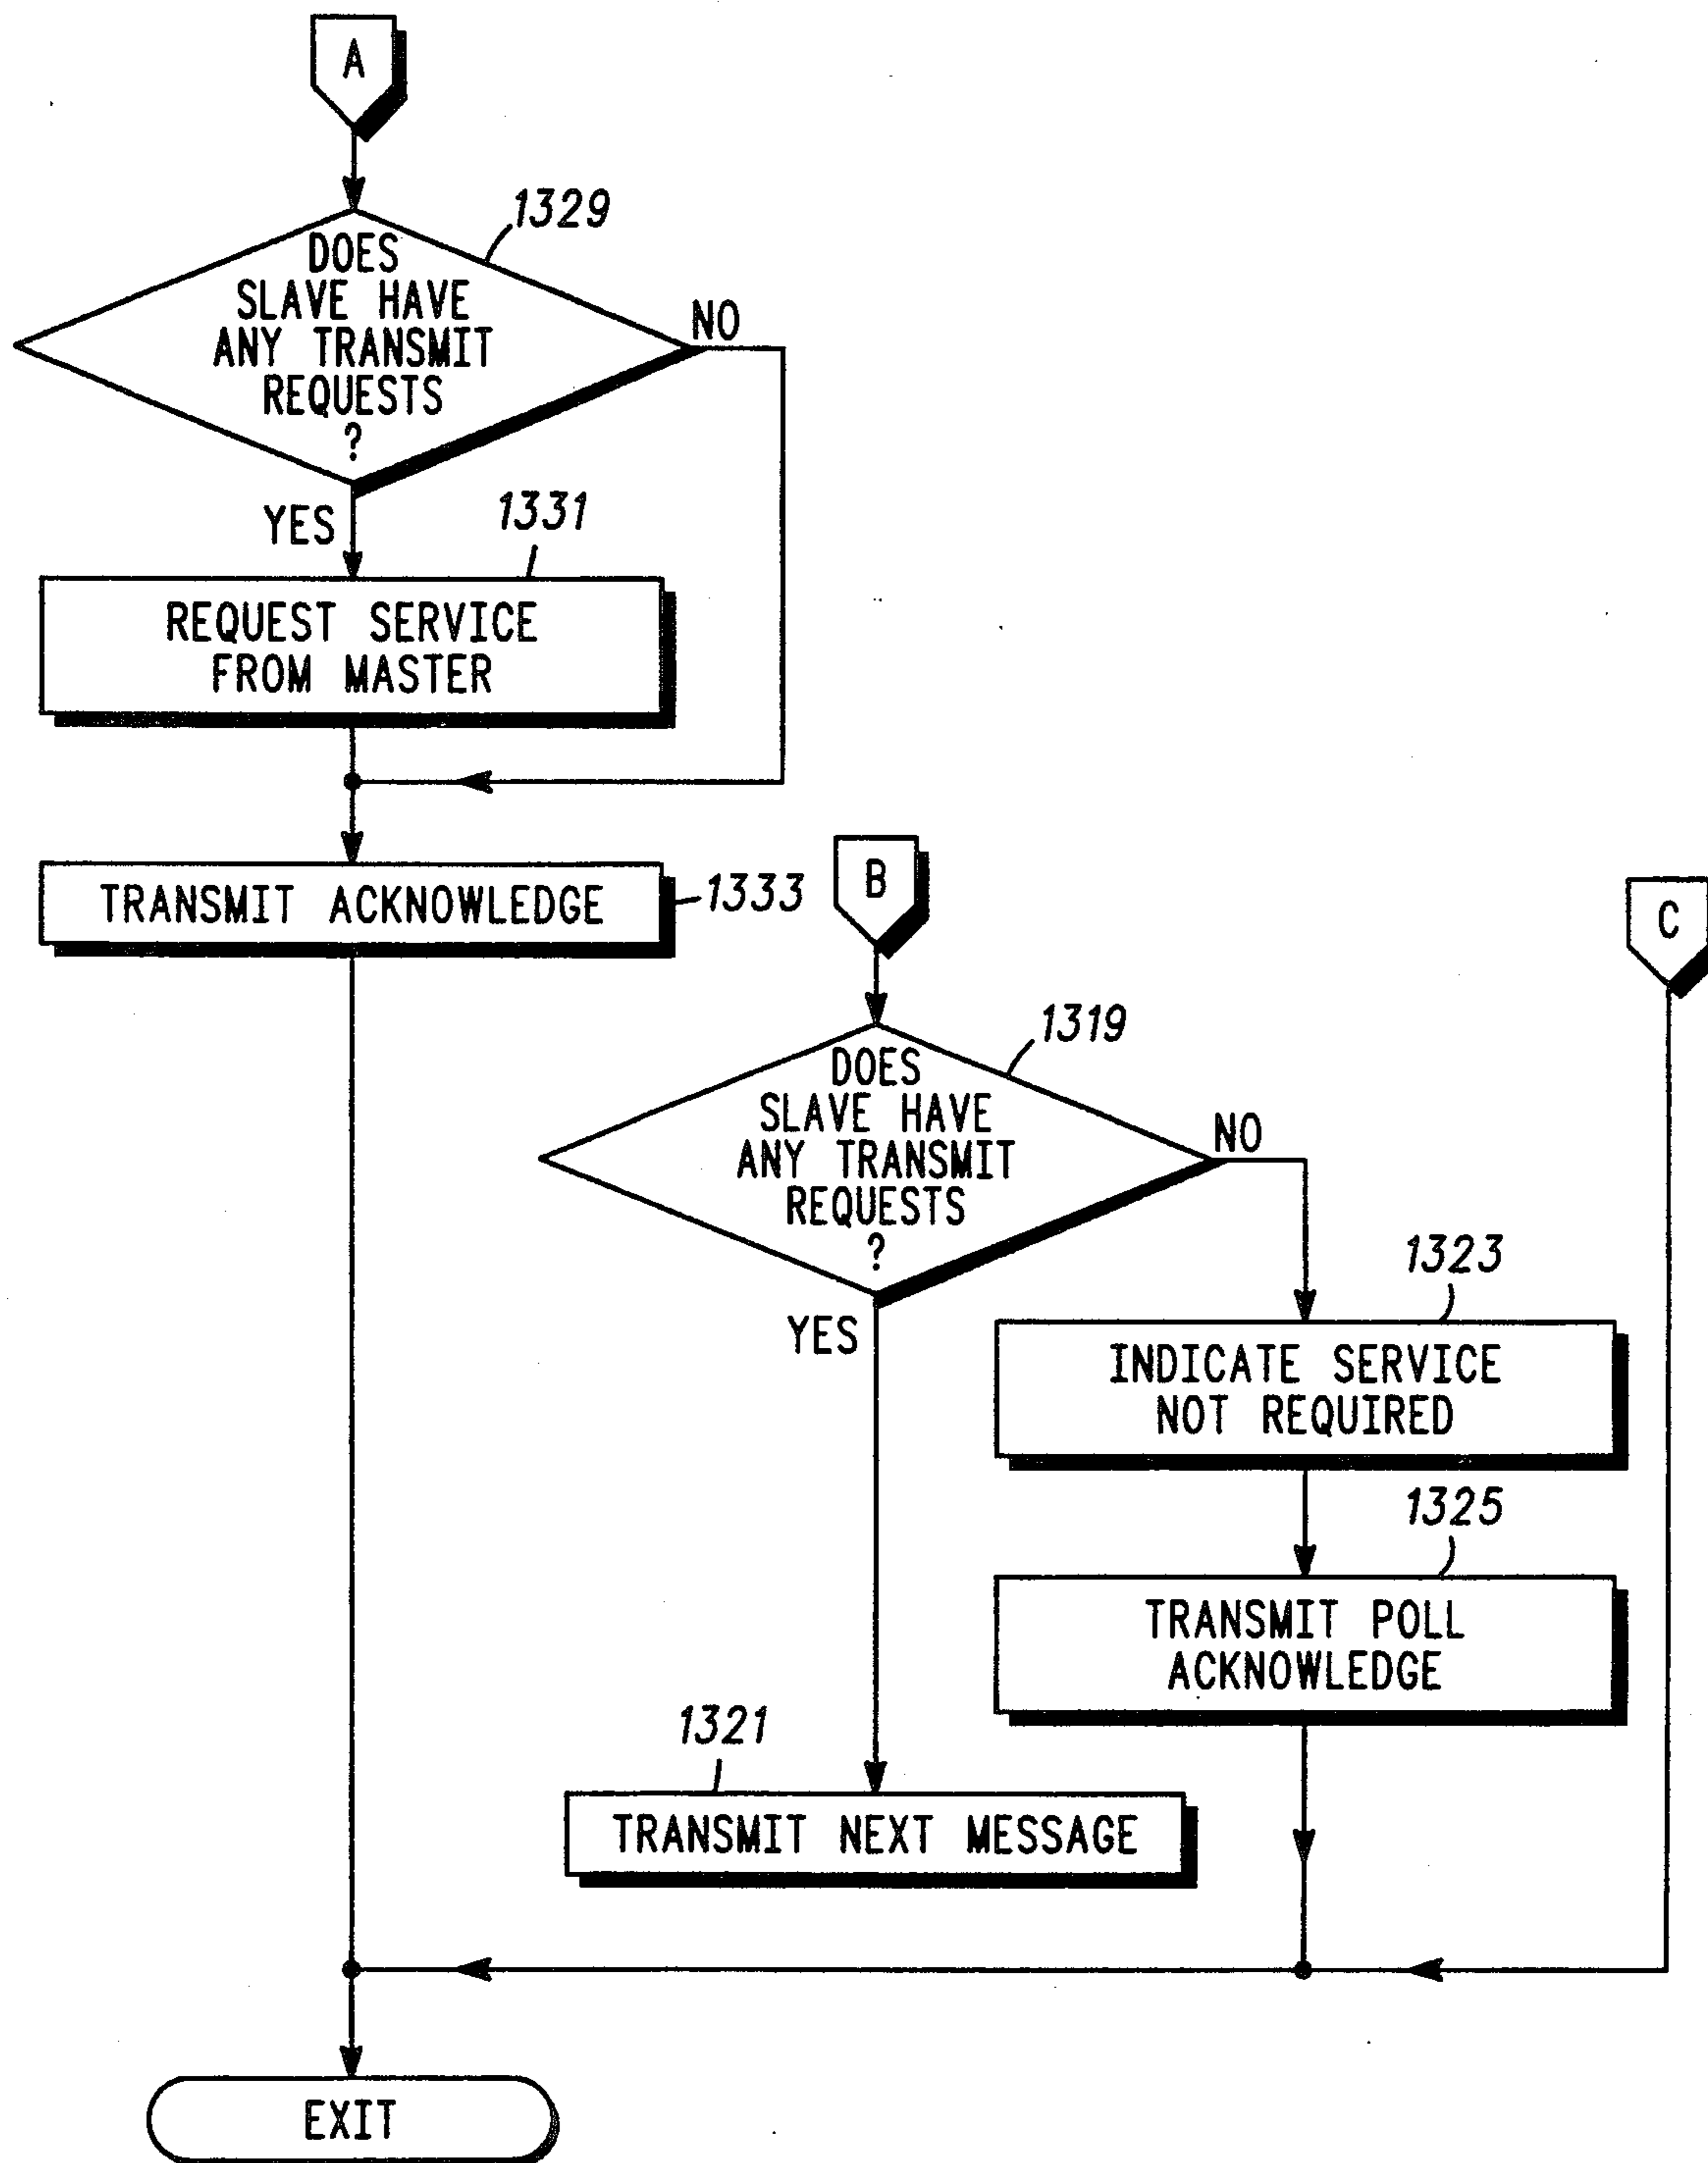 A
1329
DOES
SLAVE HAVE
ANY TRANSMIT
REQUESTS
?
NO
YES
1331
REQUEST SERVICE
FROM MASTER
TRANSMIT ACKNOWLEDGE
1333
B
C
1319
DOES
SLAVE HAVE
ANY TRANSMIT
REQUESTS
?
NO
YES
1323
INDICATE SERVICE
NOT REQUIRED
1325
TRANSMIT POLL
ACKNOWLEDGE
1321
TRANSMIT NEXT MESSAGE
EXIT